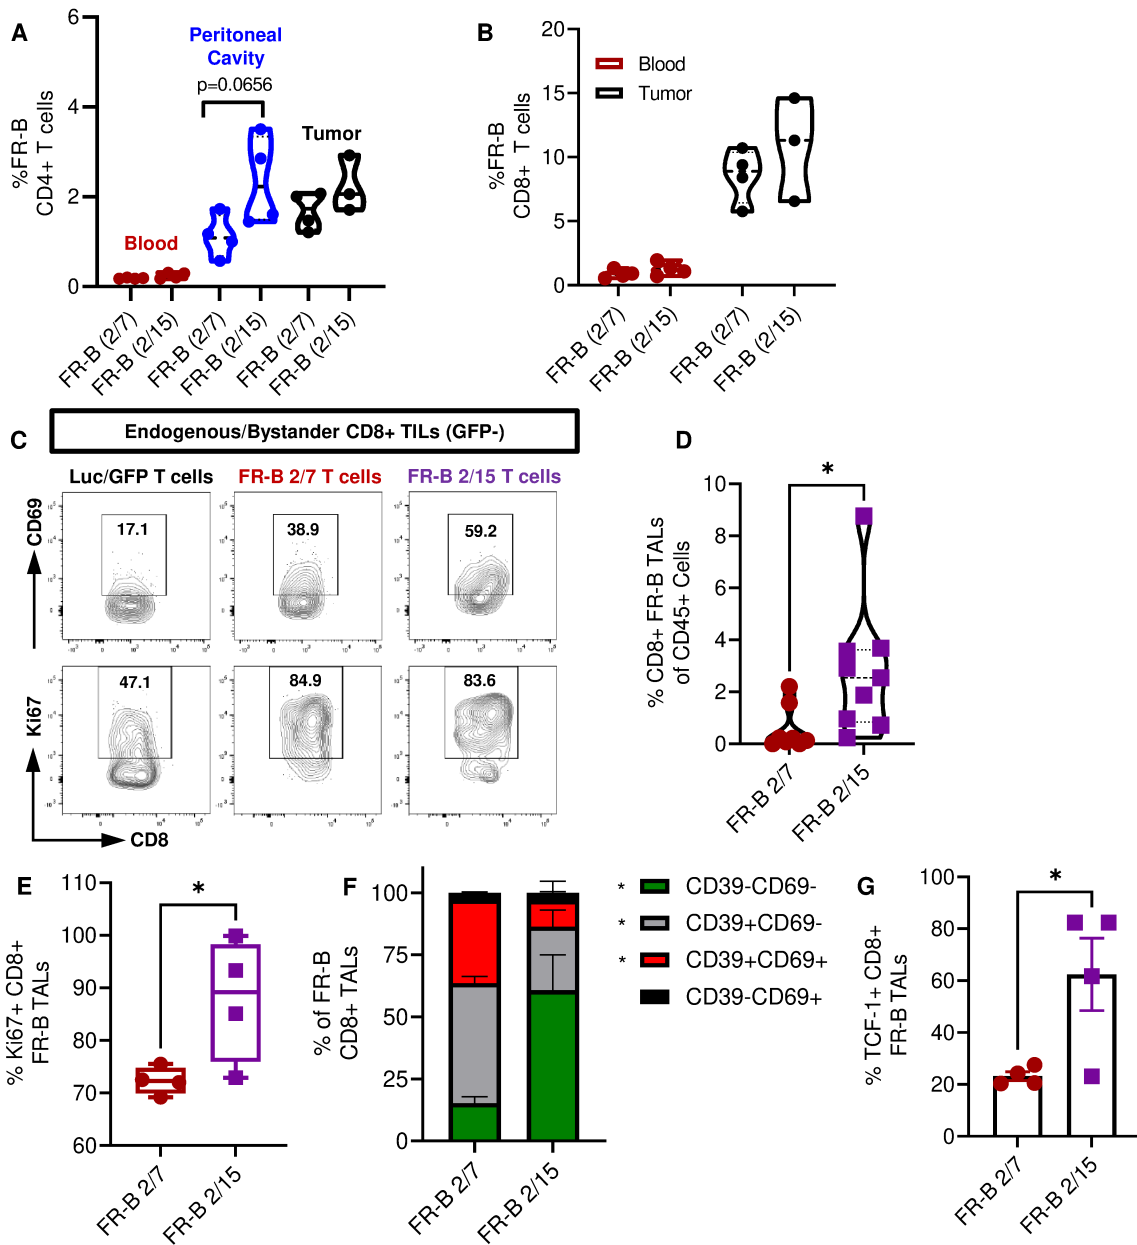 A
%FR-B
CD4+ T cells
6
4
2
0
Peritoneal
Cavity
p=0.0656
Tumor
Blood
FR-B (2/7)
FR-B (2/15)
FR-B (2/7)
FR-B (2/15)
FR-B (2/7)
FR-B (2/15)
B
%FR-B
CD8+ T cells
20
15
10
5
0
Blood
Tumor
FR-B (2/7)
FR-B (2/15)
FR-B (2/7)
FR-B (2/15)
C
Endogenous/Bystander CD8+ TILs (GFP-)
Luc/GFP T cells
FR-B 2/7 T cells
FR-B 2/15 T cells
CD69
17.1
38.9
59.2
Ki67
47.1
84.9
83.6
CD8
D
% CD8+ FR-B TALs
of CD45+ Cells
10
8
6
4
2
0
*
FR-B 2/7
FR-B 2/15
E
% Ki67+ CD8+
FR-B TALs
110
100
90
80
70
60
*
FR-B 2/7
FR-B 2/15
F
% of FR-B
CD8+ TALs
100
75
50
25
0
FR-B 2/7
FR-B 2/15
* CD39-CD69-
* CD39+CD69-
* CD39+CD69+
CD39-CD69+
G
% TCF-1+ CD8+
FR-B TALs
100
80
60
40
20
0
*
FR-B 2/7
FR-B 2/15